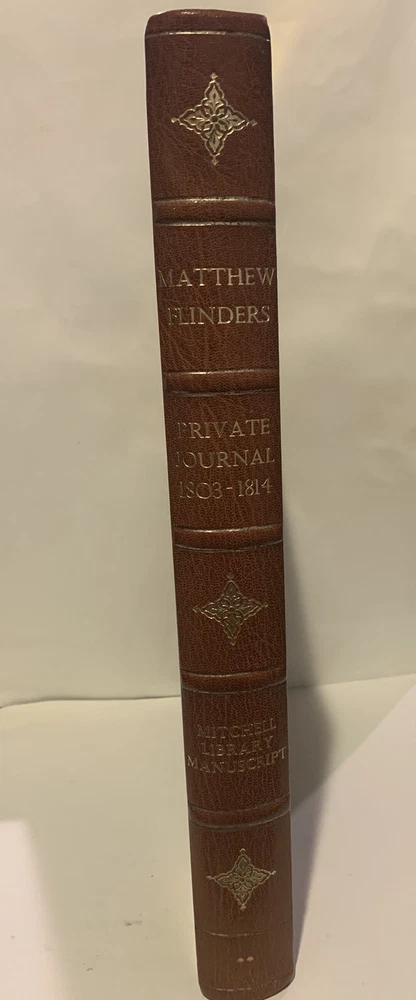 MATTHEW
FLINDERS
PRIVATE
JOURNAL
1803-1814
MITCHELL
LIBRARY
MANUSCRIPT